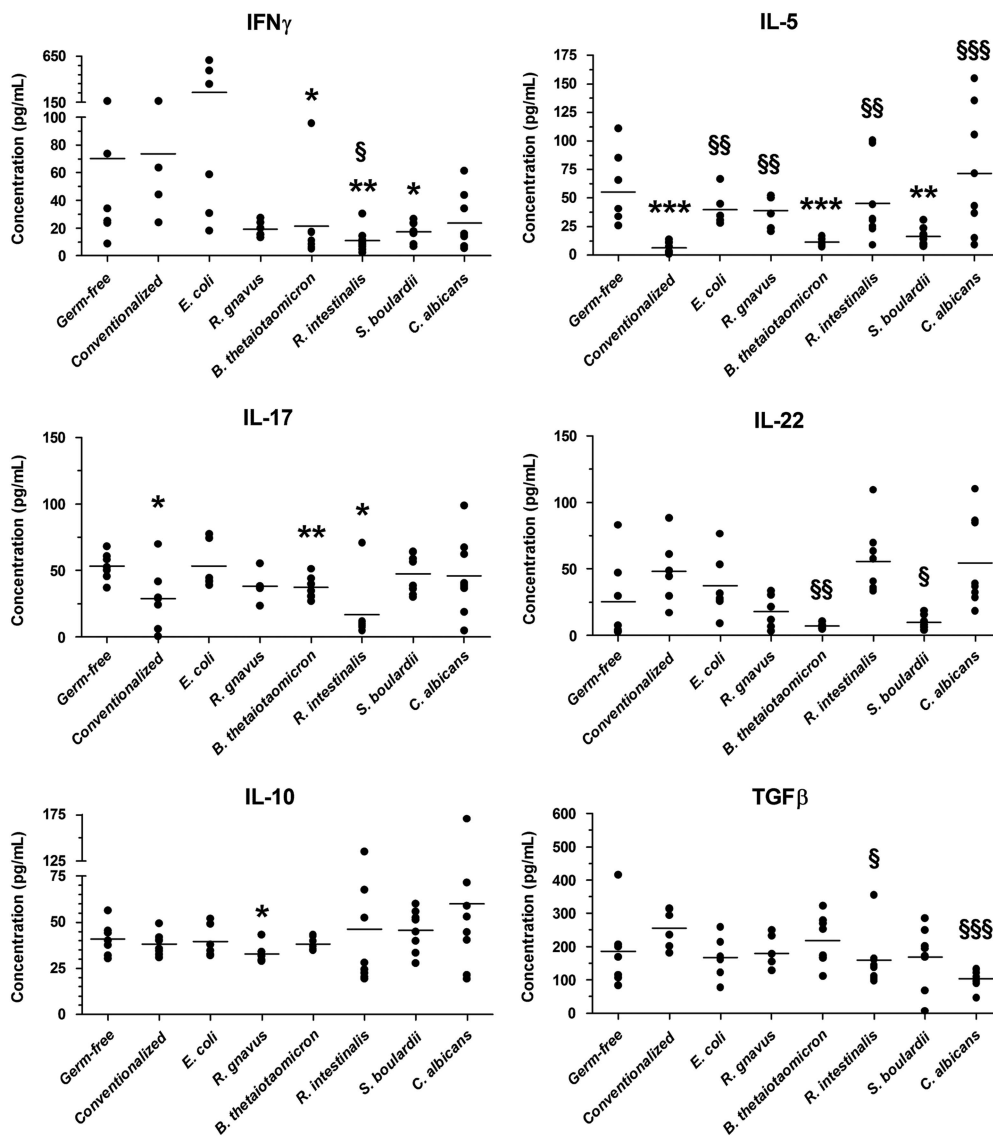 IFNγ
Concentration (pg/mL)
650
150
100
80
60
40
20
0
*
§
**
*
Germ-free
Conventionalized
E. coli
R. gnavus
B. thetaiotaomicron
R. intestinalis
S. boulardii
C. albicans
IL-5
Concentration (pg/mL)
175
150
125
100
75
50
25
0
***
§§
§§
***
§§
**
§§§
Germ-free
Conventionalized
E. coli
R. gnavus
B. thetaiotaomicron
R. intestinalis
S. boulardii
C. albicans
IL-17
Concentration (pg/mL)
150
100
50
0
*
**
*
Germ-free
Conventionalized
E. coli
R. gnavus
B. thetaiotaomicron
R. intestinalis
S. boulardii
C. albicans
IL-22
Concentration (pg/mL)
150
100
50
0
§§
§
Germ-free
Conventionalized
E. coli
R. gnavus
B. thetaiotaomicron
R. intestinalis
S. boulardii
C. albicans
IL-10
Concentration (pg/mL)
175
125
75
50
25
0
*
Germ-free
Conventionalized
E. coli
R. gnavus
B. thetaiotaomicron
R. intestinalis
S. boulardii
C. albicans
TGFβ
Concentration (pg/mL)
600
500
400
300
200
100
0
§
§§§
Germ-free
Conventionalized
E. coli
R. gnavus
B. thetaiotaomicron
R. intestinalis
S. boulardii
C. albicans